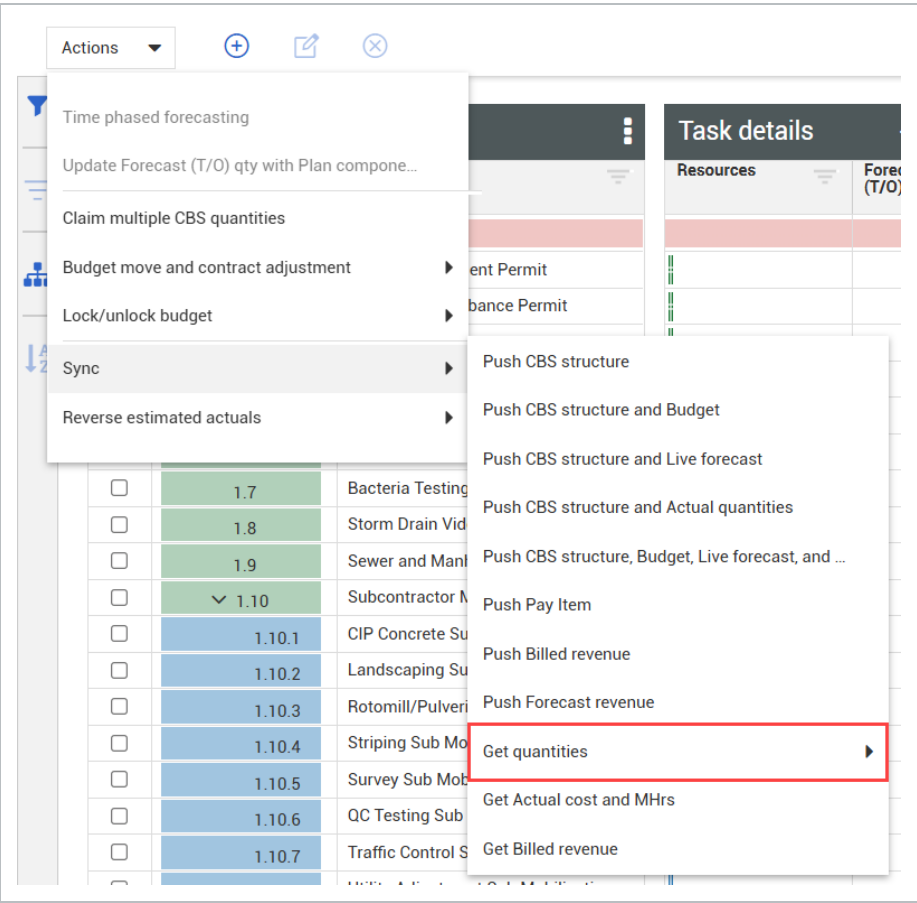 Actions
Time phased forecasting
Update Forecast (T/O) qty with Plan compone...
Claim multiple CBS quantities
Budget move and contract adjustment
Lock/unlock budget
Sync
Reverse estimated actuals
Task details
Resources
(T/O)
ent Permit
bance Permit
Push CBS structure
Push CBS structure and Budget
Push CBS structure and Live forecast
Push CBS structure and Actual quantities
Push CBS structure, Budget, Live forecast, and ...
Push Pay Item
Push Billed revenue
Push Forecast revenue
Get quantities
Get Actual cost and MHrs
Get Billed revenue
1.7 Bacteria Testing
1.8 Storm Drain Vid
1.9 Sewer and Manh
1.10 Subcontractor M
1.10.1 CIP Concrete Su
1.10.2 Landscaping Su
1.10.3 Rotomill/Pulveri
1.10.4 Striping Sub Mo
1.10.5 Survey Sub Mob
1.10.6 QC Testing Sub
1.10.7 Traffic Control S